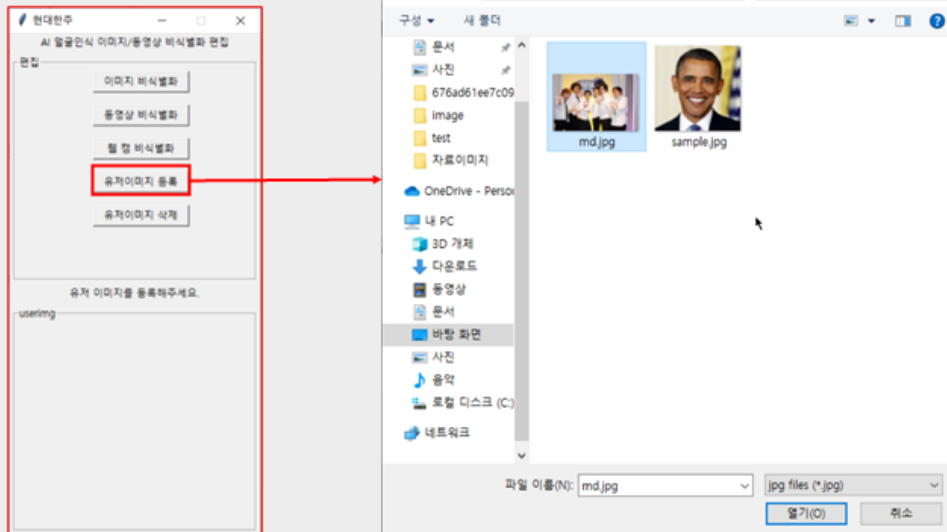 현대한주
AI 얼굴인식 이미지/동영상 비식별화 편집
편집
이미지 비식별화
동영상 비식별화
웹 캠 비식별화
유저이미지 등록
유저이미지 삭제
유저 이미지를 등록해주세요.
userimg
구성
새 폴더
문서
사진
676ad61ee7c09
image
test
자료이미지
OneDrive - Perso
내 PC
3D 개체
다운로드
동영상
문서
바탕 화면
사진
음악
로컬 디스크 (C:)
네트워크
md.jpg
sample.jpg
파일 이름(N):
md.jpg
jpg files (*.jpg)
열기(O)
취소